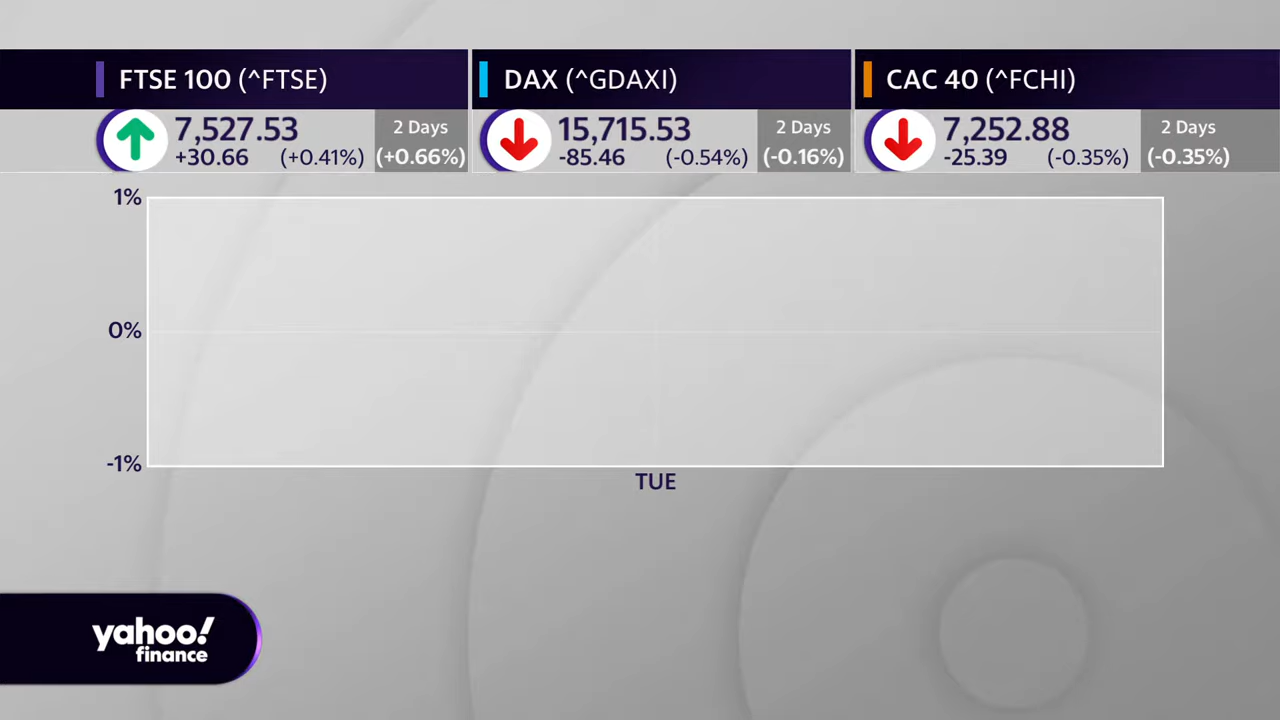 FTSE 100 (^FTSE)
7,527.53
+30.66 (+0.41%)
2 Days
(+0.66%)
DAX (^GDAXI)
15,715.53
-85.46 (-0.54%)
2 Days
(-0.16%)
CAC 40 (^FCHI)
7,252.88
-25.39 (-0.35%)
2 Days
(-0.35%)
1%
0%
-1%
TUE
yahoo!
finance